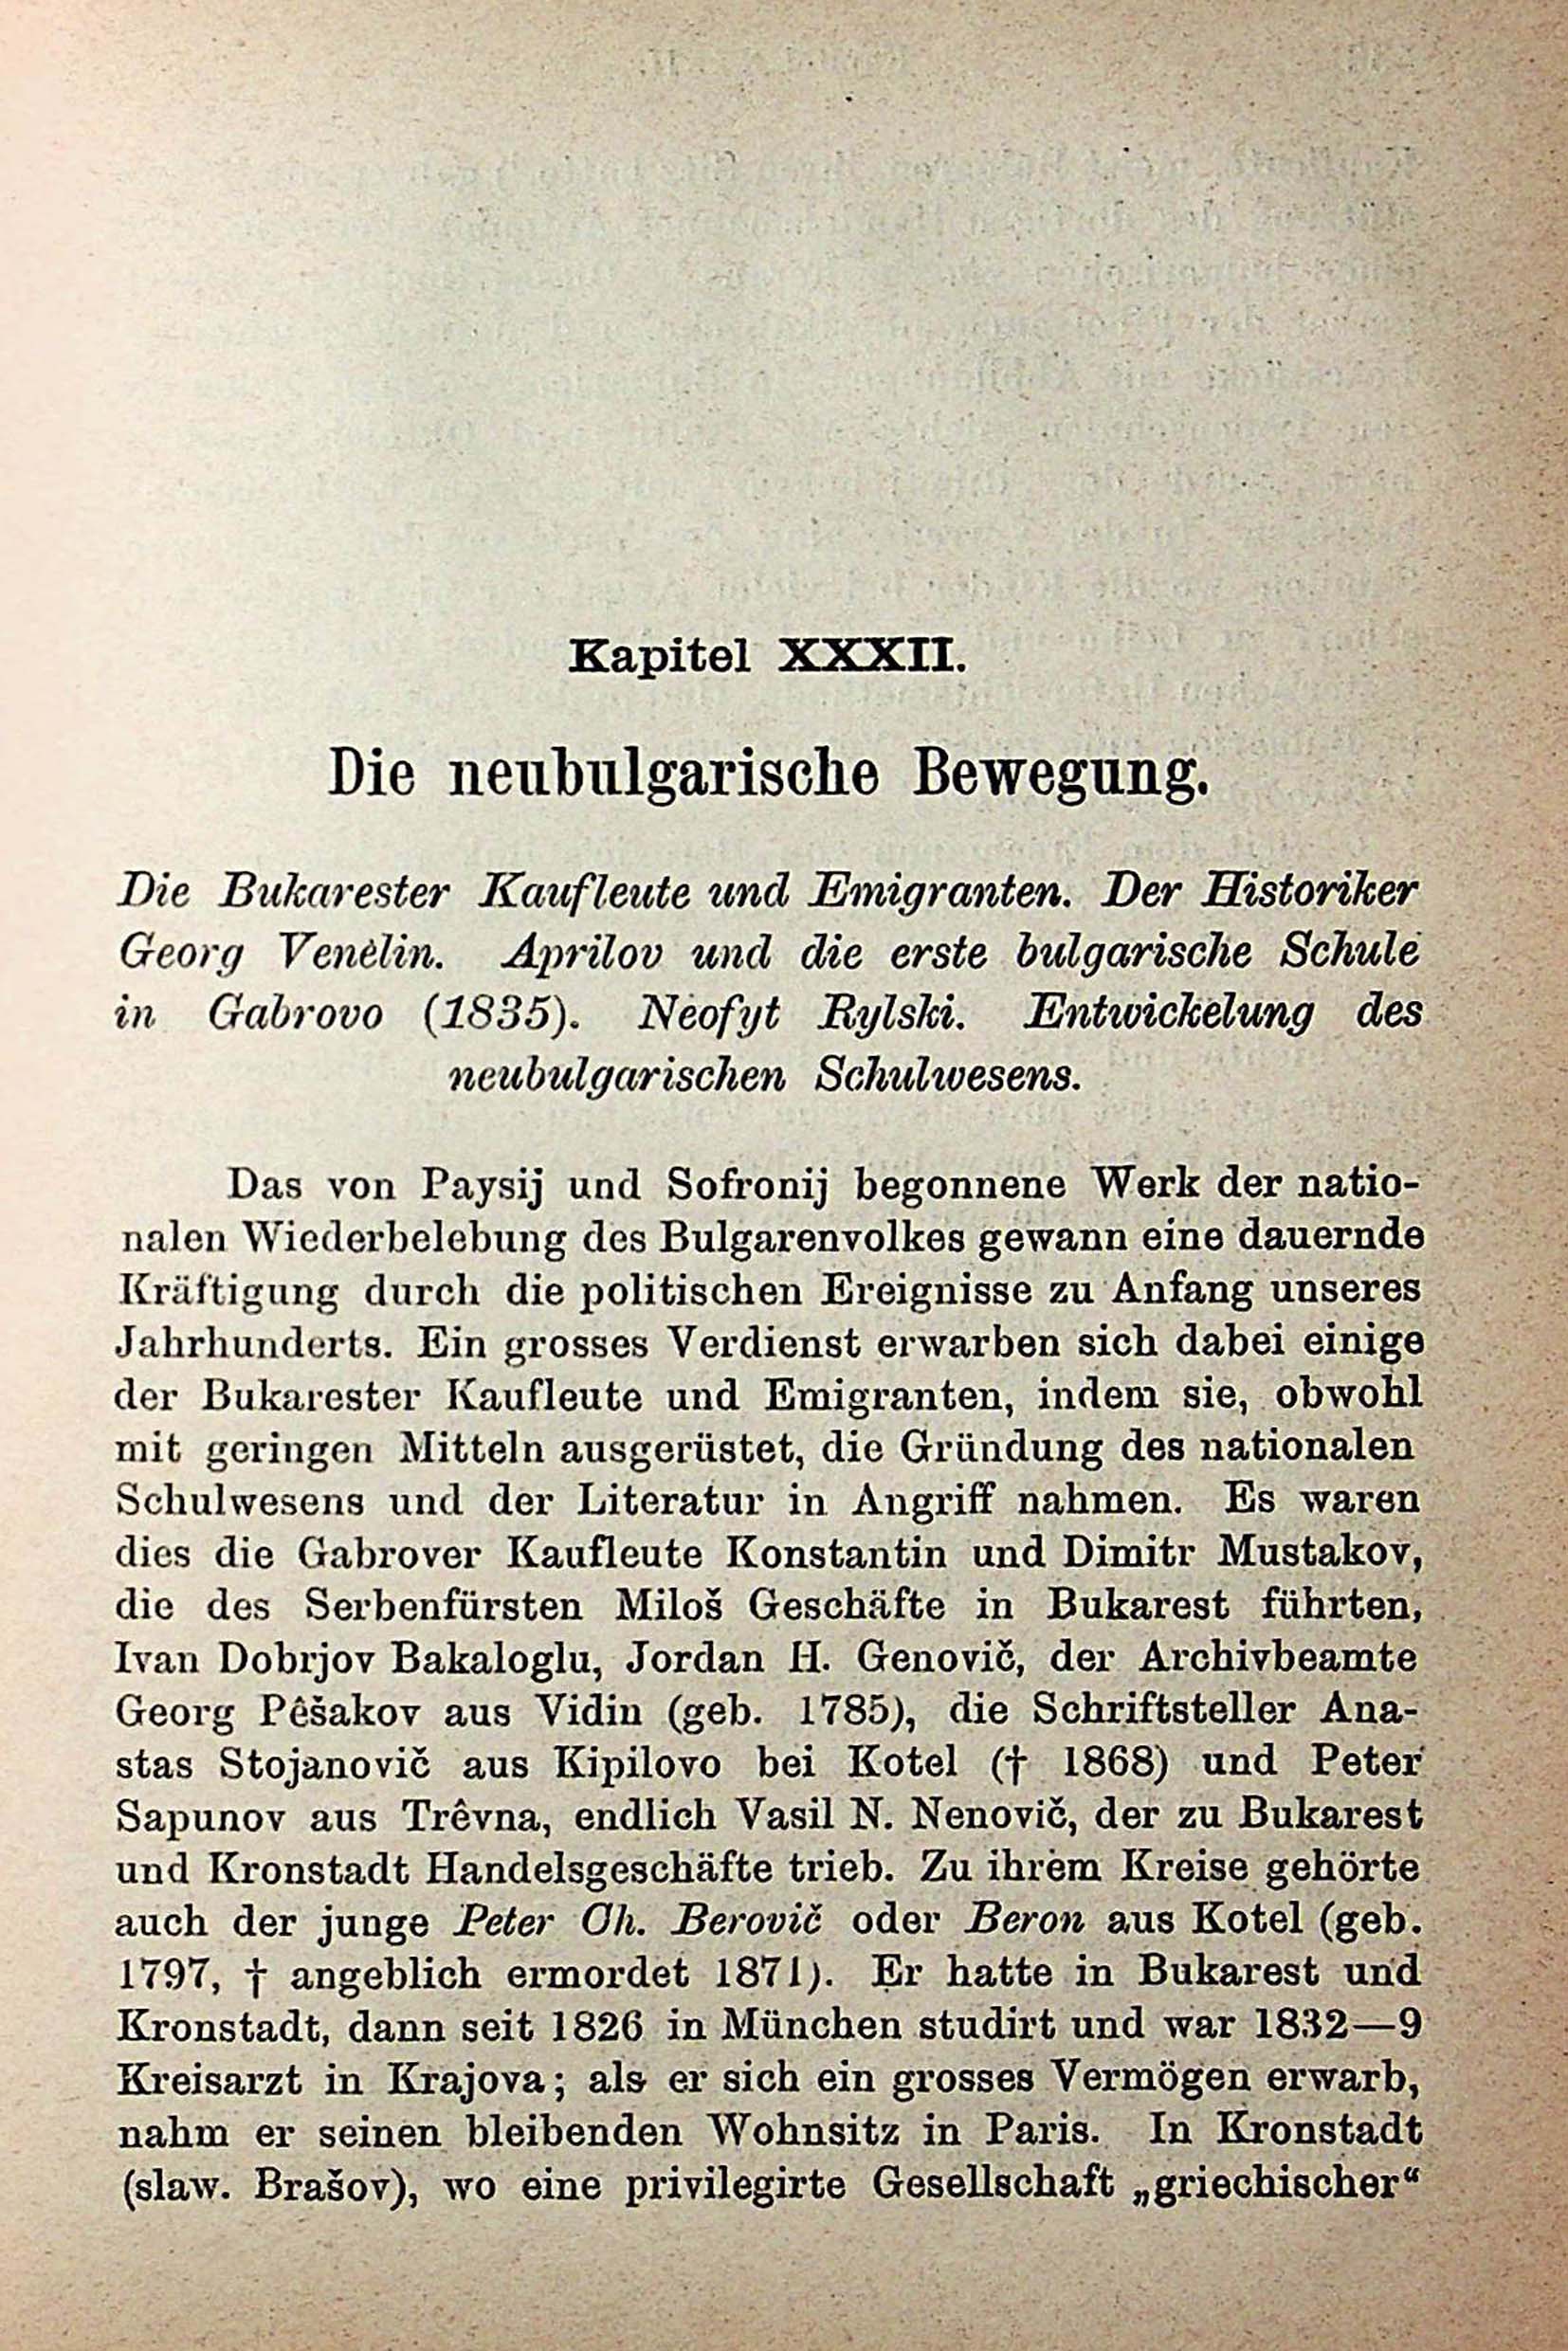 Kapitel XXXII.
Die neubulgarische Bewegung.
Die Bukarester Kaufleute und Emigranten. Der Historiker
Georg Venêlin. Aprilov und die erste bulgarische Schule
in Gabrovo (1835). Neofyt Rylski. Entwickelung des
neubulgarischen Schulwesens.
Das von Paysij und Sofronij begonnene Werk der natio-
nalen Wiederbelebung des Bulgarenvolkes gewann eine dauernde
Kräftigung durch die politischen Ereignisse zu Anfang unseres
Jahrhunderts. Ein grosses Verdienst erwarben sich dabei einige
der Bukarester Kaufleute und Emigranten, indem sie, obwohl
mit geringen Mitteln ausgerüstet, die Gründung des nationalen
Schulwesens und der Literatur in Angriff nahmen. Es waren
dies die Gabrover Kaufleute Konstantin und Dimitr Mustakov,
die des Serbenfürsten Miloš Geschäfte in Bukarest führten,
Ivan Dobrjov Bakaloglu, Jordan H. Genovič, der Archivbeamte
Georg Pêšakov aus Vidin (geb. 1785), die Schriftsteller Ana-
stas Stojanovič aus Kipilovo bei Kotel († 1868) und Peter
Sapunov aus Trêvna, endlich Vasil N. Nenovič, der zu Bukarest
und Kronstadt Handelsgeschäfte trieb. Zu ihrem Kreise gehörte
auch der junge Peter Ch. Berovič oder Beron aus Kotel (geb.
1797, † angeblich ermordet 1871). Er hatte in Bukarest und
Kronstadt, dann seit 1826 in München studirt und war 1832—9
Kreisarzt in Krajova; als er sich ein grosses Vermögen erwarb,
nahm er seinen bleibenden Wohnsitz in Paris. In Kronstadt
(slaw. Brašov), wo eine privilegirte Gesellschaft „griechischer“